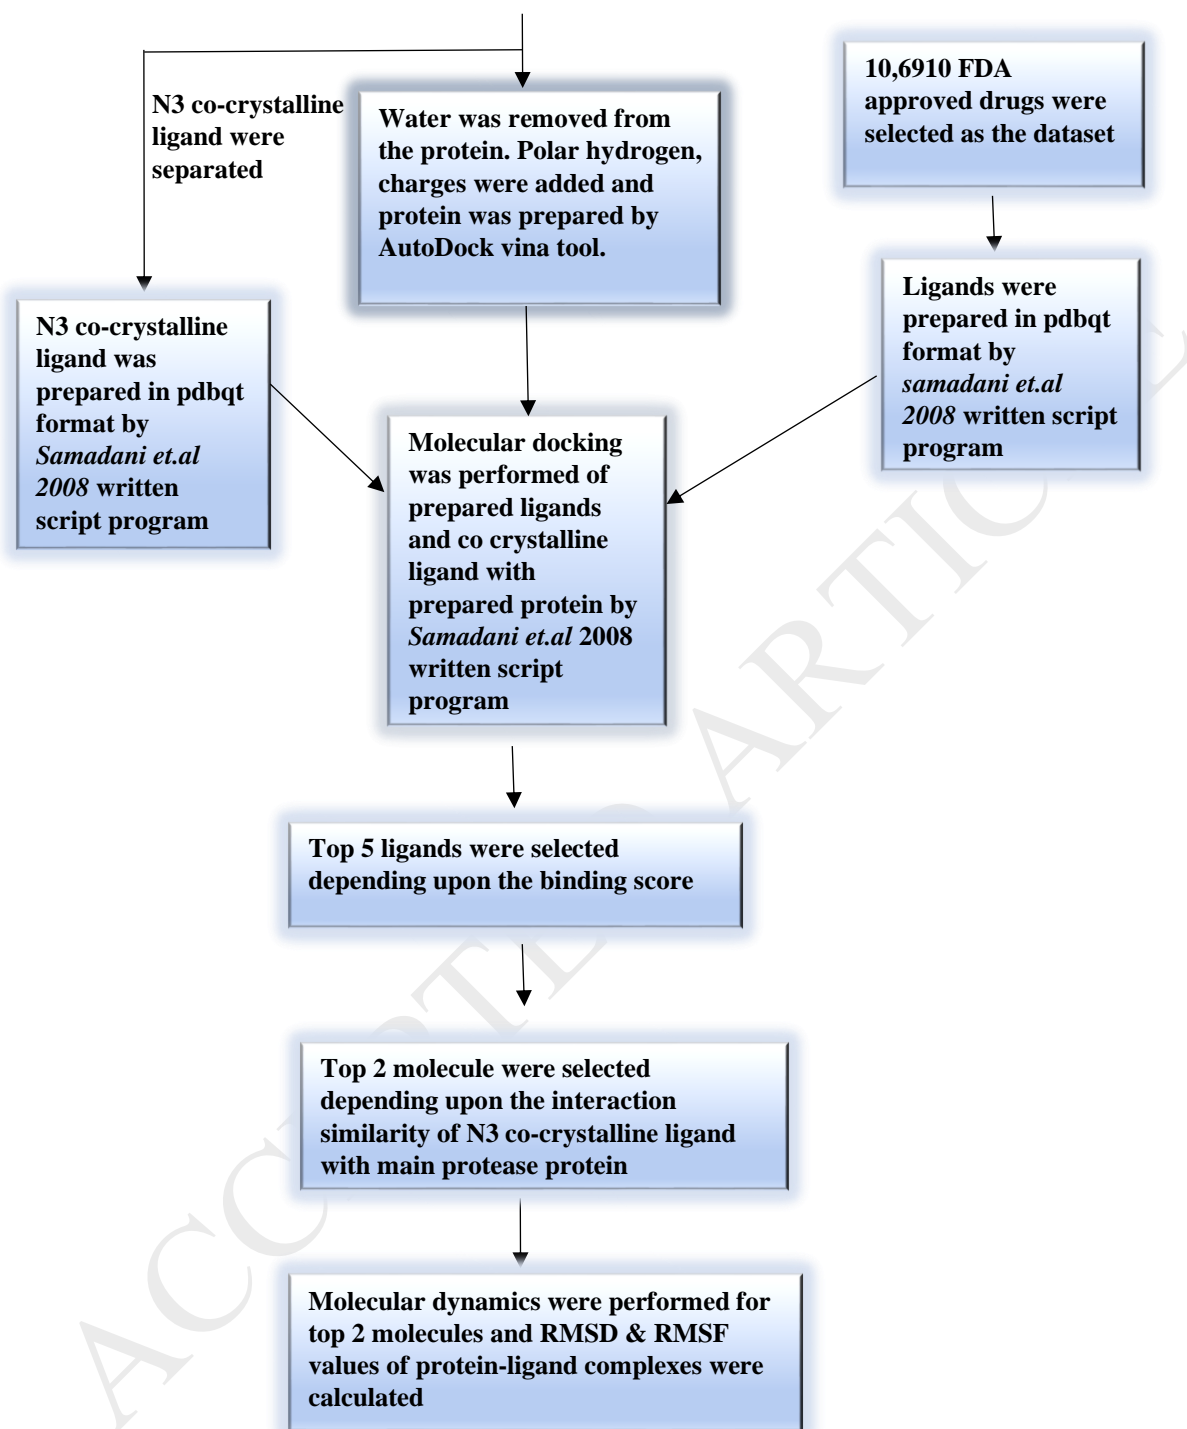 N3 co-crystalline
ligand were
separated
Water was removed from
the protein. Polar hydrogen,
charges were added and
protein was prepared by
AutoDock vina tool.
10,6910 FDA
approved drugs were
selected as the dataset
N3 co-crystalline
ligand was
prepared in pdbqt
format by
Samadani et.al
2008 written
script program
Ligands were
prepared in pdbqt
format by
samadani et.al
2008 written script
program
Molecular docking
was performed of
prepared ligands
and co crystalline
ligand with
prepared protein by
Samadani et.al 2008
written script
program
Top 5 ligands were selected
depending upon the binding score
Top 2 molecule were selected
depending upon the interaction
similarity of N3 co-crystalline ligand
with main protease protein
Molecular dynamics were performed for
top 2 molecules and RMSD & RMSF
values of protein-ligand complexes were
calculated
ACCEPTED ARTICLE